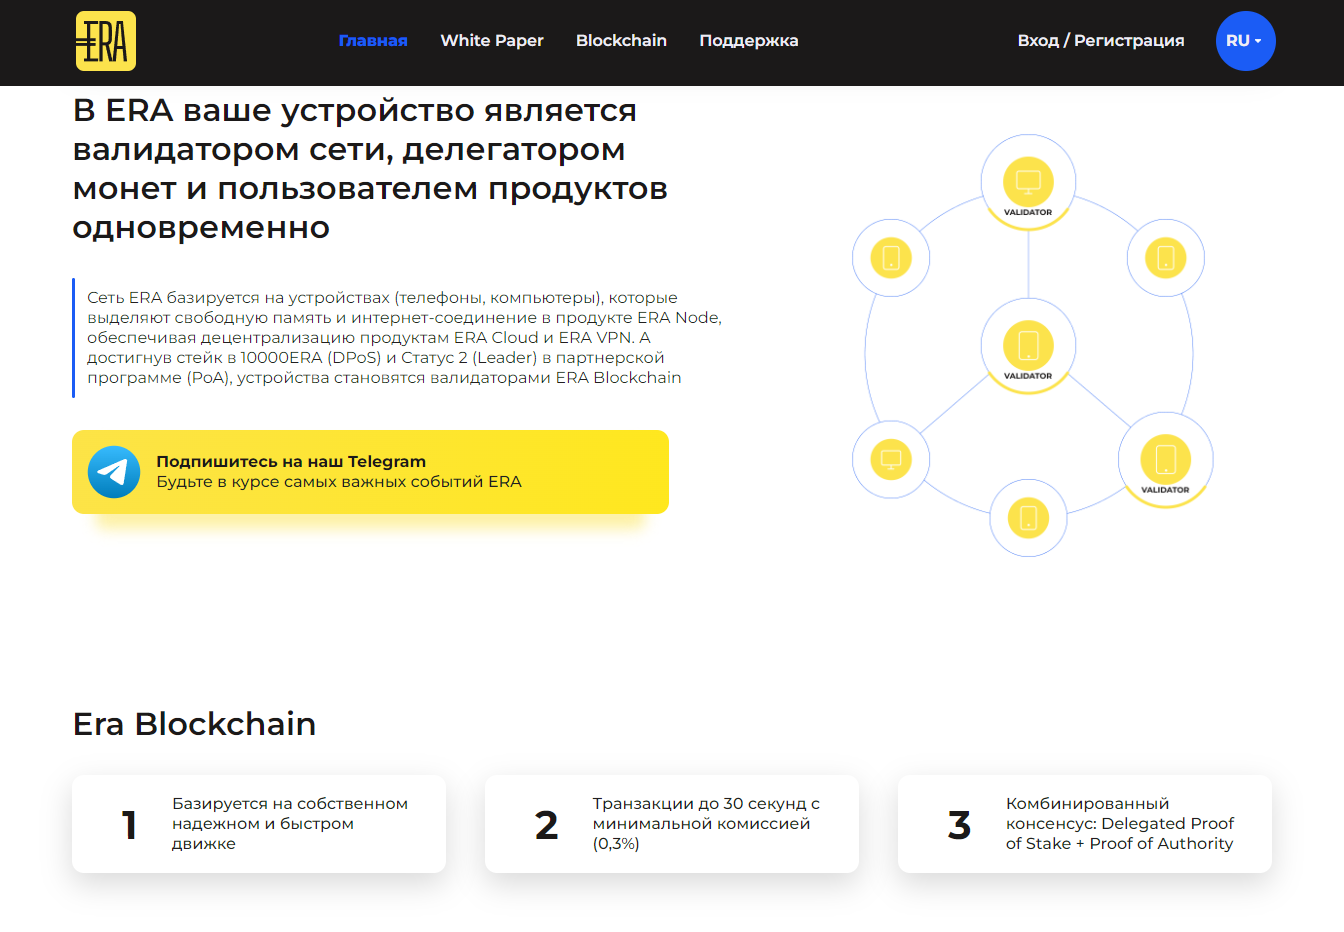 ERA
Главная
White Paper
Blockchain
Поддержка
Вход / Регистрация
RU
В ERA ваше устройство является
валидатором сети, делегатором
монет и пользователем продуктов
одновременно
Сеть ERA базируется на устройствах (телефоны, компьютеры), которые
выделяют свободную память и интернет-соединение в продукте ERA Node,
обеспечивая децентрализацию продуктам ERA Cloud и ERA VPN. А
достигнув стейк в 10000ERA (DPoS) и Статус 2 (Leader) в партнерской
программе (PoA), устройства становятся валидаторами ERA Blockchain
Подпишитесь на наш Telegram
Будьте в курсе самых важных событий ERA
VALIDATOR
VALIDATOR
VALIDATOR
Era Blockchain
1
Базируется на собственном
надежном и быстром
движке
2
Транзакции до 30 секунд с
минимальной комиссией
(0,3%)
3
Комбинированный
консенсус: Delegated Proof
of Stake + Proof of Authority